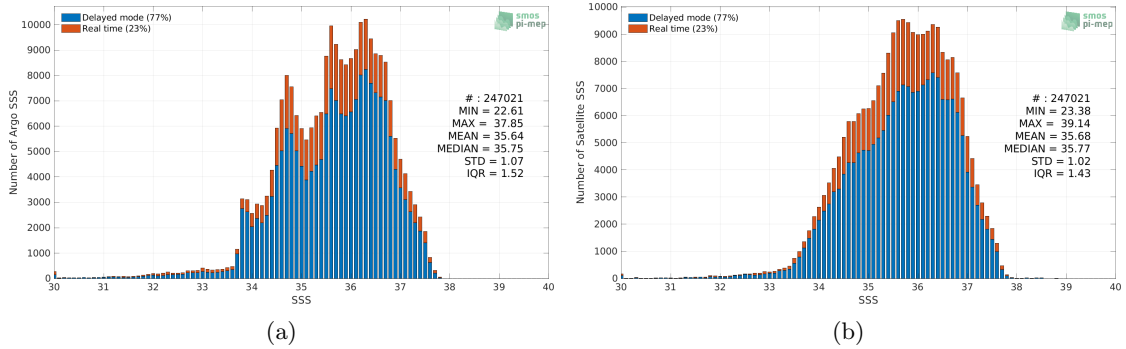 Delayed mode (77%)
Real time (23%)
smos
pi-mep
Number of Argo SSS
10000
9000
8000
7000
6000
5000
4000
3000
2000
1000
0
# : 247021
MIN = 22.61
MAX = 37.85
MEAN = 35.64
MEDIAN = 35.75
STD = 1.07
IQR = 1.52
30 31 32 33 34 35 36 37 38 39 40
SSS
(a)
Delayed mode (77%)
Real time (23%)
smos
pi-mep
Number of Satellite SSS
10000
9000
8000
7000
6000
5000
4000
3000
2000
1000
0
# : 247021
MIN = 23.38
MAX = 39.14
MEAN = 35.68
MEDIAN = 35.77
STD = 1.02
IQR = 1.43
30 31 32 33 34 35 36 37 38 39 40
SSS
(b)